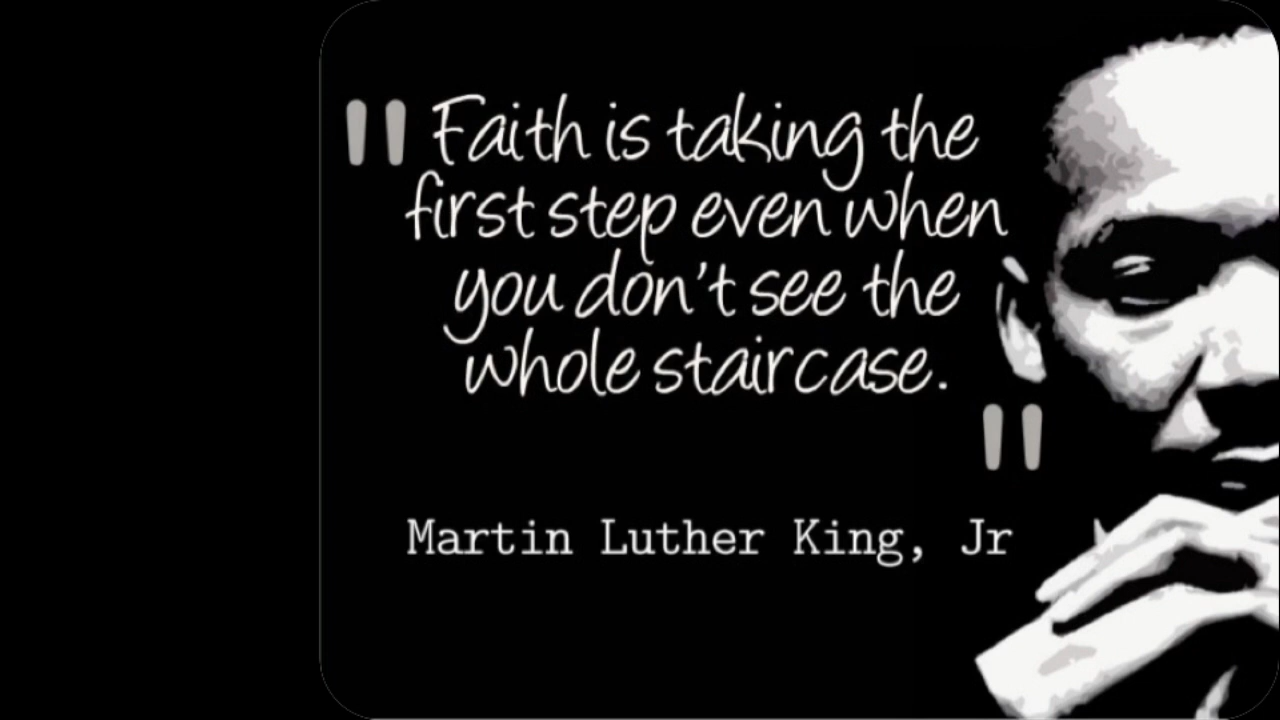 "Faith is taking the
first step even when
you don't see the
whole staircase.
"
Martin Luther King, Jr